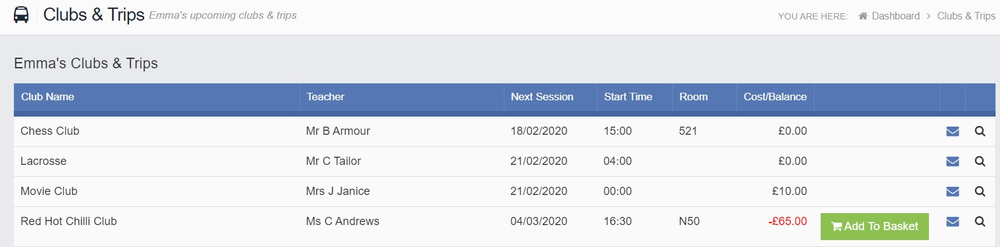 Clubs & Trips Emma's upcoming clubs & trips YOU ARE HERE: Dashboard > Clubs & Trips
Emma's Clubs & Trips
Club Name Teacher Next Session Start Time Room Cost/Balance
Chess Club Mr B Armour 18/02/2020 15:00 521 £0.00
Lacrosse Mr C Tailor 21/02/2020 04:00 £0.00
Movie Club Mrs J Janice 21/02/2020 00:00 £10.00
Red Hot Chilli Club Ms C Andrews 04/03/2020 16:30 N50 -£65.00 Add To Basket